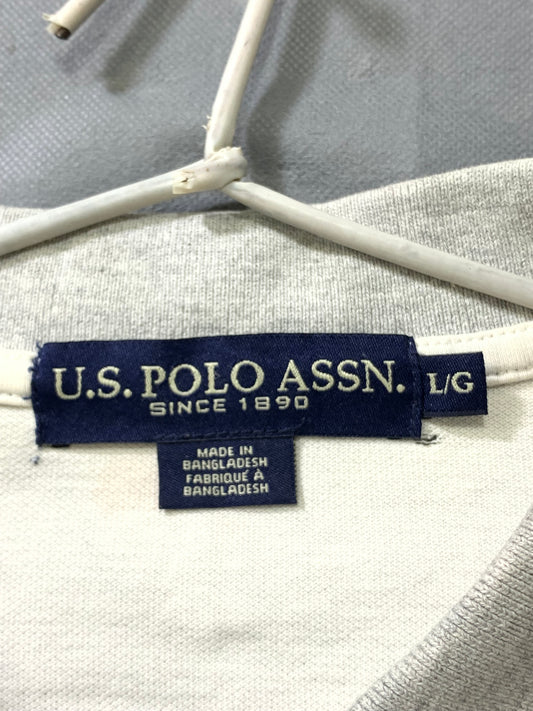 U.S. POLO ASSN.
SINCE 1890
L/G
MADE IN
BANGLADESH
FABRIQUÉ À
BANGLADESH